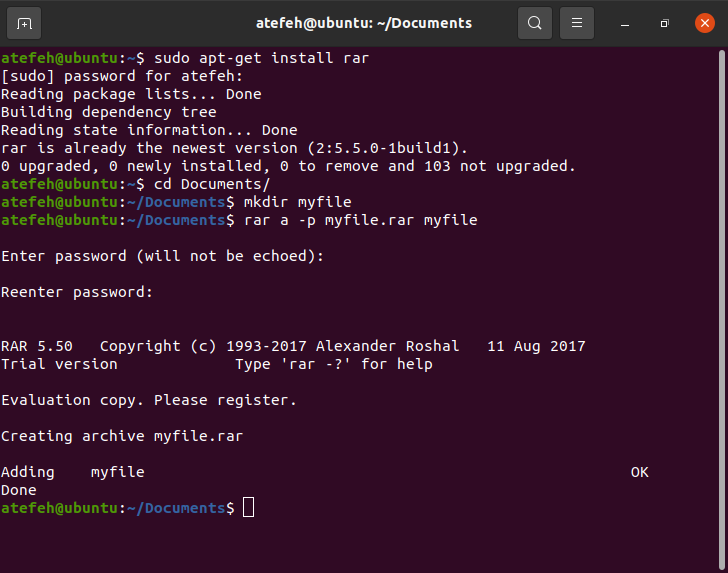 atefeh@ubuntu: ~/Documents
atefeh@ubuntu:~$ sudo apt-get install rar
[sudo] password for atefeh:
Reading package lists... Done
Building dependency tree
Reading state information... Done
rar is already the newest version (2:5.5.0-1build1).
0 upgraded, 0 newly installed, 0 to remove and 103 not upgraded.
atefeh@ubuntu:~$ cd Documents/
atefeh@ubuntu:~/Documents$ mkdir myfile
atefeh@ubuntu:~/Documents$ rar a -p myfile.rar myfile
Enter password (will not be echoed):
Reenter password:
RAR 5.50   Copyright (c) 1993-2017 Alexander Roshal   11 Aug 2017
Trial version             Type 'rar -?' for help
Evaluation copy. Please register.
Creating archive myfile.rar
Adding    myfile                                                      OK
Done
atefeh@ubuntu:~/Documents$